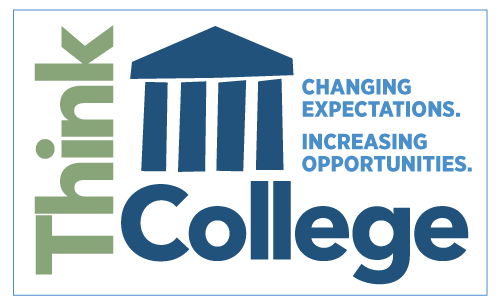 Think
College
CHANGING
EXPECTATIONS.
INCREASING
OPPORTUNITIES.